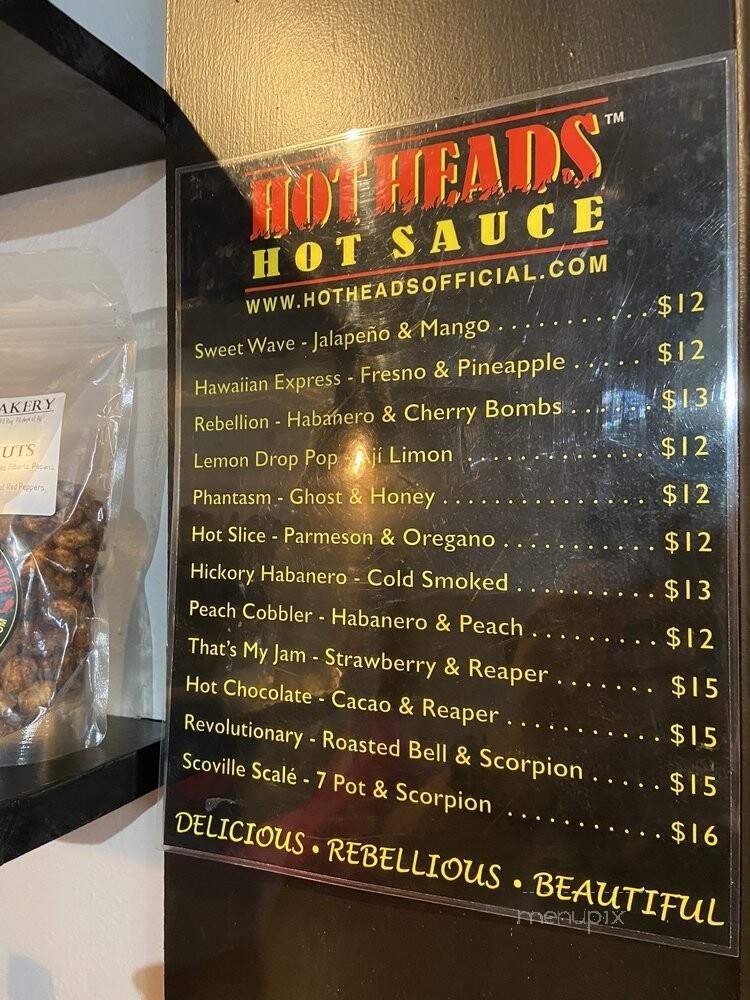 HOT HEADS™
HOT SAUCE
WWW.HOTHEADSOFFICIAL.COM
Sweet Wave - Jalapeño & Mango . . . . . . . . . . . . $12
Hawaiian Express - Fresno & Pineapple . . . . . $12
Rebellion - Habanero & Cherry Bombs . . . . . . $13
Lemon Drop Pop - Ají Limon . . . . . . . . . . . . . $12
Phantasm - Ghost & Honey . . . . . . . . . . . . . . $12
Hot Slice - Parmeson & Oregano . . . . . . . . . . . $12
Hickory Habanero - Cold Smoked . . . . . . . . . . $13
Peach Cobbler - Habanero & Peach . . . . . . . . . $12
That's My Jam - Strawberry & Reaper . . . . . . . $15
Hot Chocolate - Cacao & Reaper . . . . . . . . . . . $15
Revolutionary - Roasted Bell & Scorpion . . . . . $15
Scoville Scalé - 7 Pot & Scorpion . . . . . . . . . . . $16
DELICIOUS • REBELLIOUS • BEAUTIFUL
menupix
AKERY
UTS
Pecans,
Red Peppers,